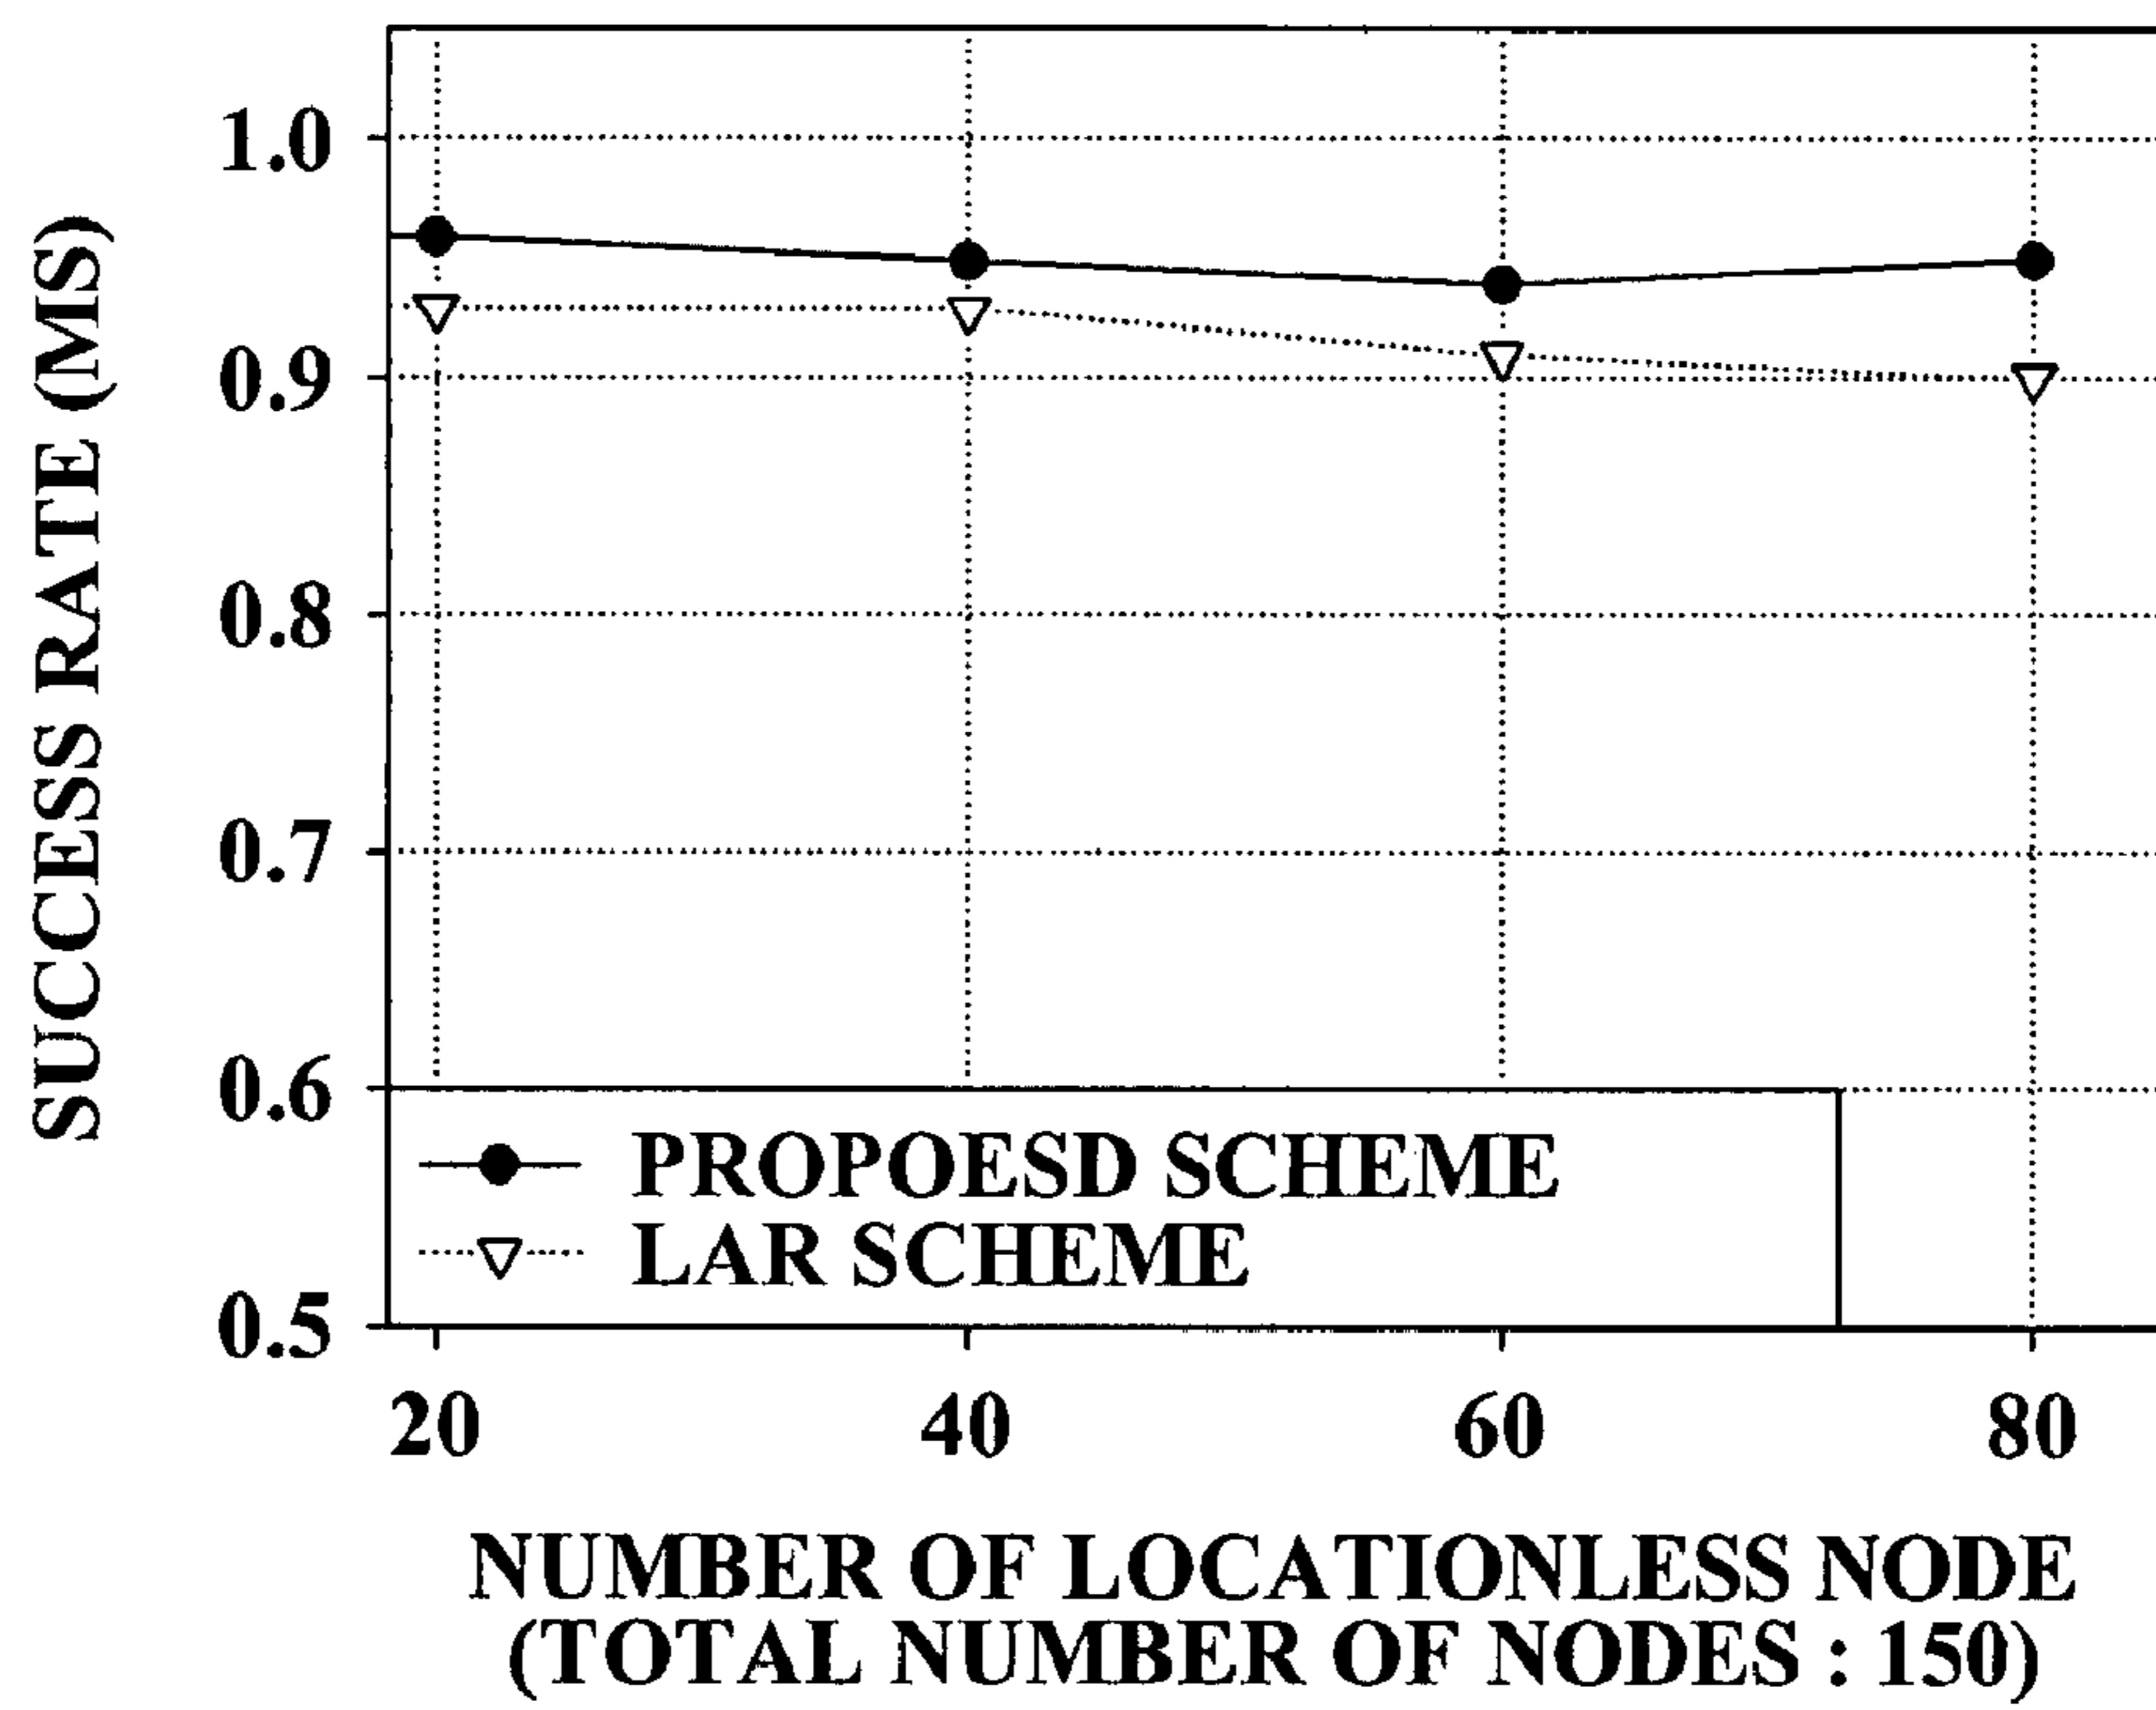 SUCCESS RATE (MS)
1.0
0.9
0.8
0.7
0.6
0.5
PROPOESD SCHEME
LAR SCHEME
20 40 60 80
NUMBER OF LOCATIONLESS NODE
(TOTAL NUMBER OF NODES : 150)